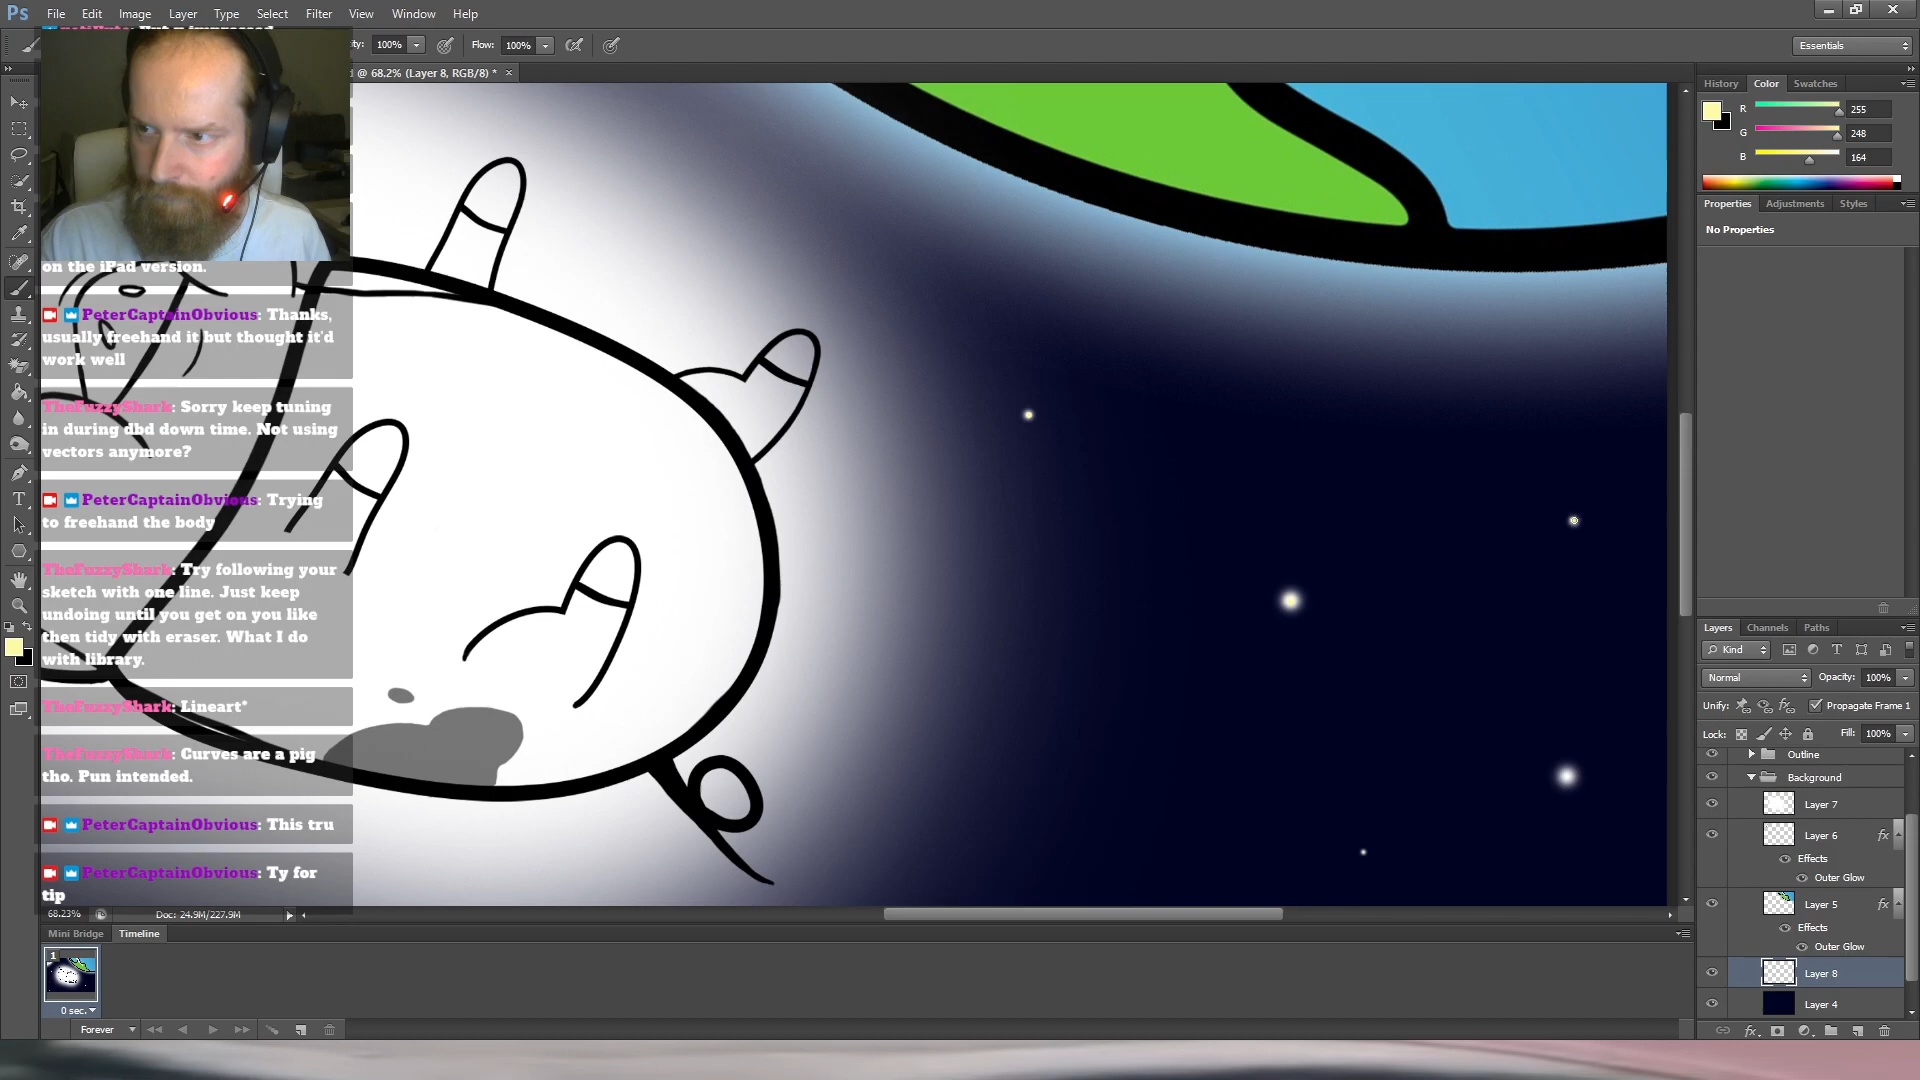 Ps File Edit Image Layer Type Select Filter View Window Help
100% Flow: 100% Essentials
@ 68.2% (Layer 8, RGB/8) * ×
on the iPad version.
PeterCaptainObvious: Thanks,
usually freehand it but thought it'd
work well
TheFuzzyShark: Sorry keep tuning
in during dbd down time. Not using
vectors anymore?
PeterCaptainObvious: Trying
to freehand the body
TheFuzzyShark: Try following your
sketch with one line. Just keep
undoing until you get on you like
then tidy with eraser. What I do
with library.
TheFuzzyShark: Lineart*
TheFuzzyShark: Curves are a pig
tho. Pun intended.
PeterCaptainObvious: This tru
PeterCaptainObvious: Ty for
tip
68.23% Doc: 24.9M/227.9M
Mini Bridge Timeline
1
0 sec.
Forever
History Color Swatches
R 255
G 248
B 164
Properties Adjustments Styles
No Properties
Layers Channels Paths
Kind
Normal Opacity: 100%
Unify: Propagate Frame 1
Lock: Fill: 100%
Outline
Background
Layer 7
Layer 6 fx
Effects
Outer Glow
Layer 5 fx
Effects
Outer Glow
Layer 8
Layer 4